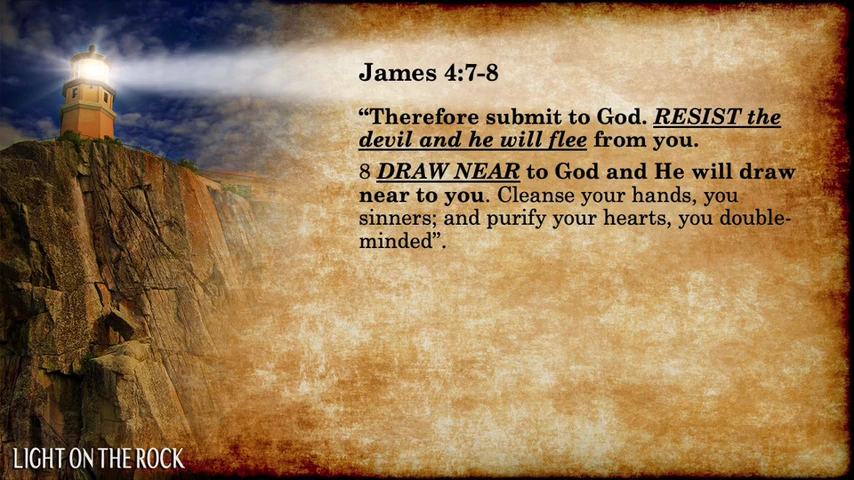 James 4:7-8
“Therefore submit to God. RESIST the
devil and he will flee from you.
8 DRAW NEAR to God and He will draw
near to you. Cleanse your hands, you
sinners; and purify your hearts, you double-
minded”.
LIGHT ON THE ROCK